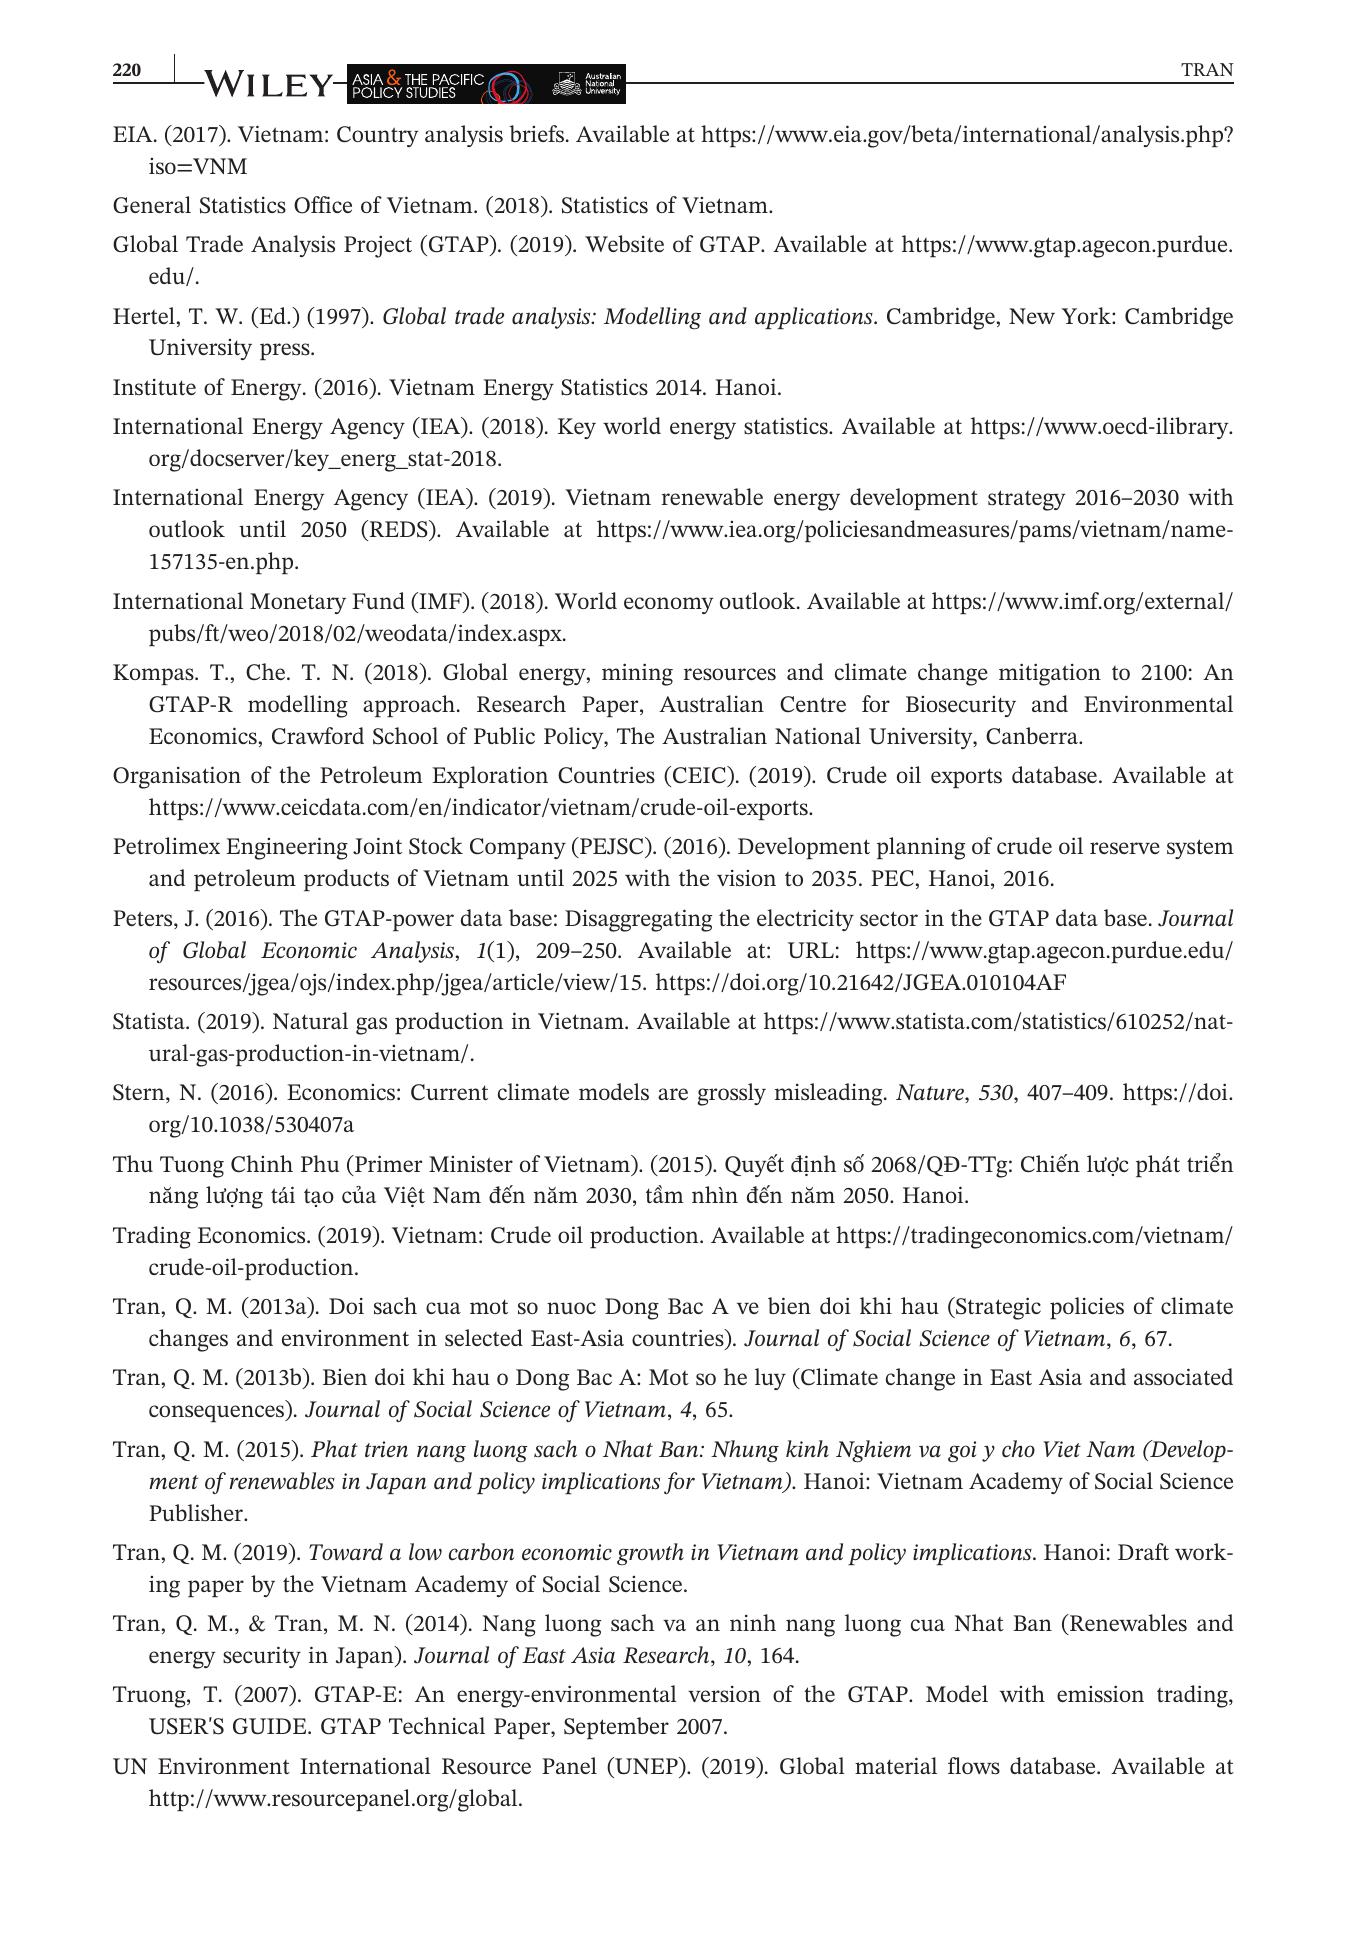 220
WILEY
ASIA & THE PACIFIC
POLICY STUDIES
Australian
National
University
TRAN
EIA. (2017). Vietnam: Country analysis briefs. Available at https://www.eia.gov/beta/international/analysis.php?
iso=VNM
General Statistics Office of Vietnam. (2018). Statistics of Vietnam.
Global Trade Analysis Project (GTAP). (2019). Website of GTAP. Available at https://www.gtap.agecon.purdue.
edu/.
Hertel, T. W. (Ed.) (1997). Global trade analysis: Modelling and applications. Cambridge, New York: Cambridge
University press.
Institute of Energy. (2016). Vietnam Energy Statistics 2014. Hanoi.
International Energy Agency (IEA). (2018). Key world energy statistics. Available at https://www.oecd-ilibrary.
org/docserver/key_energ_stat-2018.
International Energy Agency (IEA). (2019). Vietnam renewable energy development strategy 2016–2030 with
outlook until 2050 (REDS). Available at https://www.iea.org/policiesandmeasures/pams/vietnam/name-
157135-en.php.
International Monetary Fund (IMF). (2018). World economy outlook. Available at https://www.imf.org/external/
pubs/ft/weo/2018/02/weodata/index.aspx.
Kompas. T., Che. T. N. (2018). Global energy, mining resources and climate change mitigation to 2100: An
GTAP-R modelling approach. Research Paper, Australian Centre for Biosecurity and Environmental
Economics, Crawford School of Public Policy, The Australian National University, Canberra.
Organisation of the Petroleum Exploration Countries (CEIC). (2019). Crude oil exports database. Available at
https://www.ceicdata.com/en/indicator/vietnam/crude-oil-exports.
Petrolimex Engineering Joint Stock Company (PEJSC). (2016). Development planning of crude oil reserve system
and petroleum products of Vietnam until 2025 with the vision to 2035. PEC, Hanoi, 2016.
Peters, J. (2016). The GTAP-power data base: Disaggregating the electricity sector in the GTAP data base. Journal
of Global Economic Analysis, 1(1), 209–250. Available at: URL: https://www.gtap.agecon.purdue.edu/
resources/jgea/ojs/index.php/jgea/article/view/15. https://doi.org/10.21642/JGEA.010104AF
Statista. (2019). Natural gas production in Vietnam. Available at https://www.statista.com/statistics/610252/nat-
ural-gas-production-in-vietnam/.
Stern, N. (2016). Economics: Current climate models are grossly misleading. Nature, 530, 407–409. https://doi.
org/10.1038/530407a
Thu Tuong Chinh Phu (Primer Minister of Vietnam). (2015). Quyết định số 2068/QĐ-TTg: Chiến lược phát triển
năng lượng tái tạo của Việt Nam đến năm 2030, tầm nhìn đến năm 2050. Hanoi.
Trading Economics. (2019). Vietnam: Crude oil production. Available at https://tradingeconomics.com/vietnam/
crude-oil-production.
Tran, Q. M. (2013a). Doi sach cua mot so nuoc Dong Bac A ve bien doi khi hau (Strategic policies of climate
changes and environment in selected East-Asia countries). Journal of Social Science of Vietnam, 6, 67.
Tran, Q. M. (2013b). Bien doi khi hau o Dong Bac A: Mot so he luy (Climate change in East Asia and associated
consequences). Journal of Social Science of Vietnam, 4, 65.
Tran, Q. M. (2015). Phat trien nang luong sach o Nhat Ban: Nhung kinh Nghiem va goi y cho Viet Nam (Develop-
ment of renewables in Japan and policy implications for Vietnam). Hanoi: Vietnam Academy of Social Science
Publisher.
Tran, Q. M. (2019). Toward a low carbon economic growth in Vietnam and policy implications. Hanoi: Draft work-
ing paper by the Vietnam Academy of Social Science.
Tran, Q. M., & Tran, M. N. (2014). Nang luong sach va an ninh nang luong cua Nhat Ban (Renewables and
energy security in Japan). Journal of East Asia Research, 10, 164.
Truong, T. (2007). GTAP-E: An energy-environmental version of the GTAP. Model with emission trading,
USER'S GUIDE. GTAP Technical Paper, September 2007.
UN Environment International Resource Panel (UNEP). (2019). Global material flows database. Available at
http://www.resourcepanel.org/global.